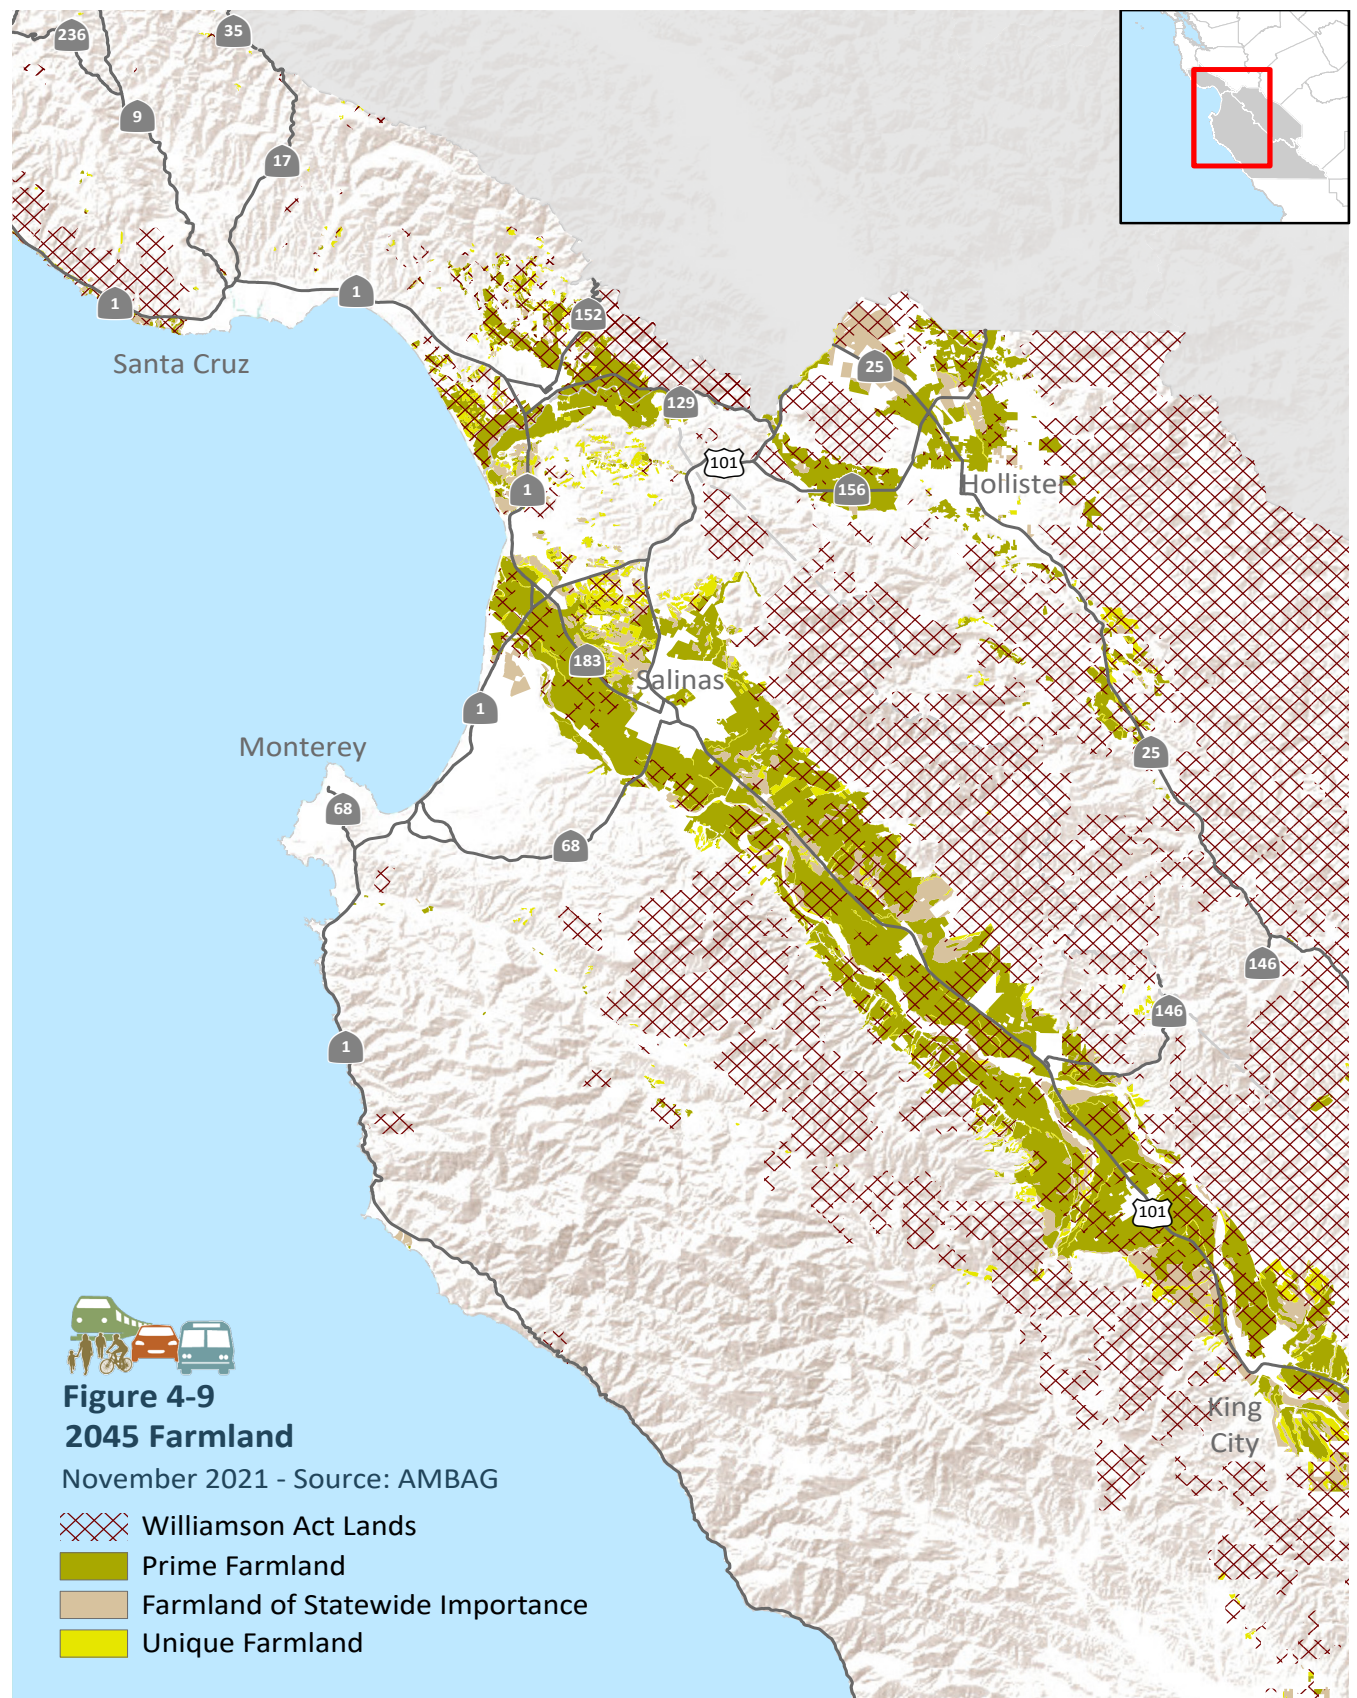 236
35
9
17
1
1
152
25
129
101
156
1
Santa Cruz
Hollister
183
Salinas
1
Monterey
25
68
68
146
146
1
101
King
City
Figure 4-9
2045 Farmland
November 2021 - Source: AMBAG
Williamson Act Lands
Prime Farmland
Farmland of Statewide Importance
Unique Farmland